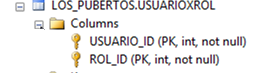 LOS_PUBERTOS.USUARIOXROL
Columns
USUARIO_ID (PK, int, not null)
ROL_ID (PK, int, not null)